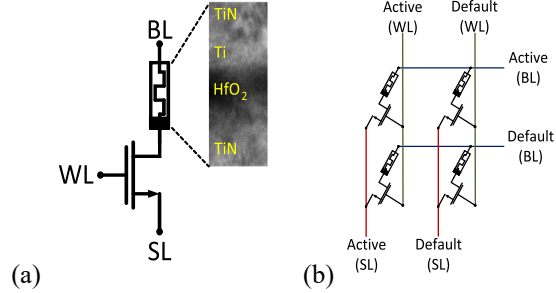 BL
WL
SL
TiN
Ti
HfO₂
TiN
(a)
Active
(WL)
Default
(WL)
Active
(BL)
Default
(BL)
Active
(SL)
Default
(SL)
(b)